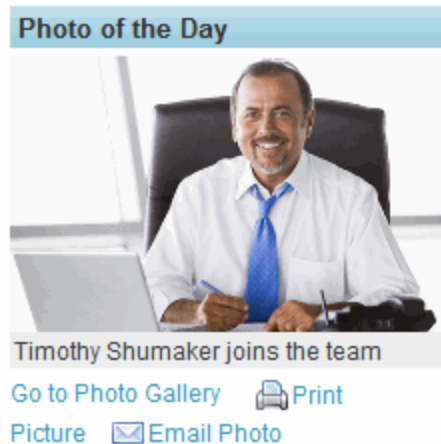 Photo of the Day
Timothy Shumaker joins the team
Go to Photo Gallery Print
Picture Email Photo